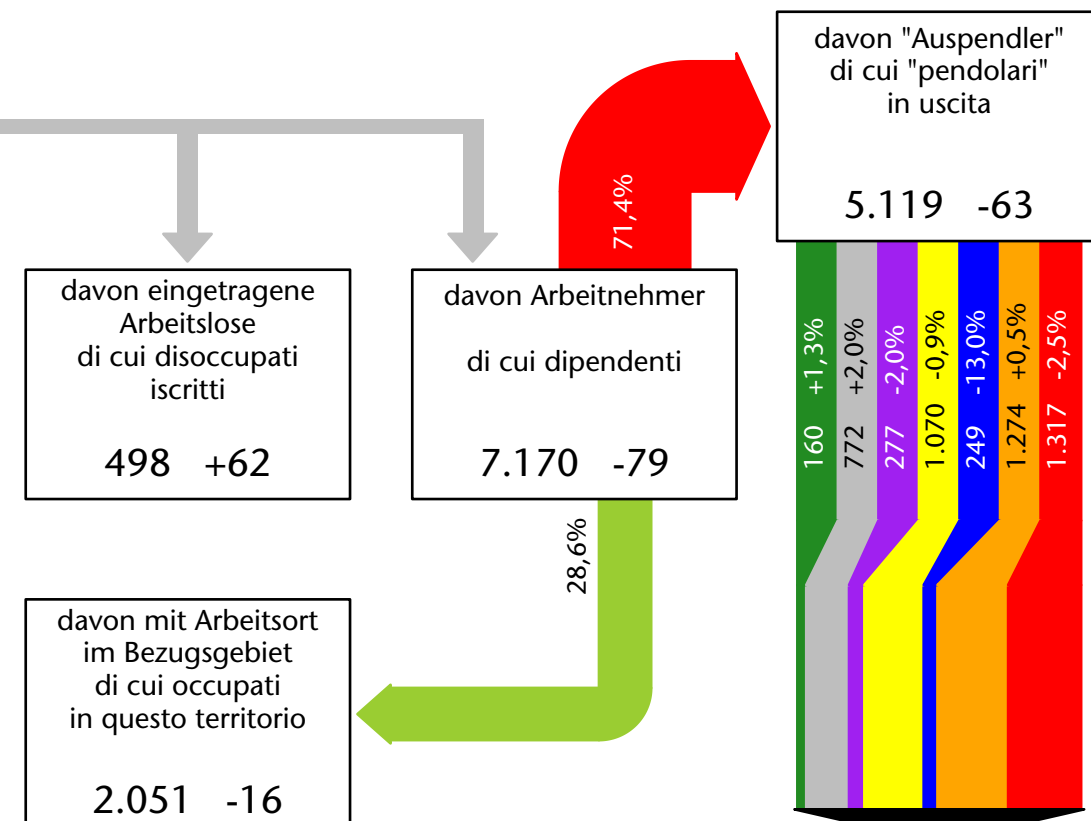 davon "Auspendler"
di cui "pendolari"
in uscita
5.119 -63
71,4%
davon eingetragene
Arbeitslose
di cui disoccupati
iscritti
498 +62
davon Arbeitnehmer
di cui dipendenti
7.170 -79
160 +1,3%
772 +2,0%
277 -2,0%
1.070 -0,9%
249 -13,0%
1.274 +0,5%
1.317 -2,5%
28,6%
davon mit Arbeitsort
im Bezugsgebiet
di cui occupati
in questo territorio
2.051 -16